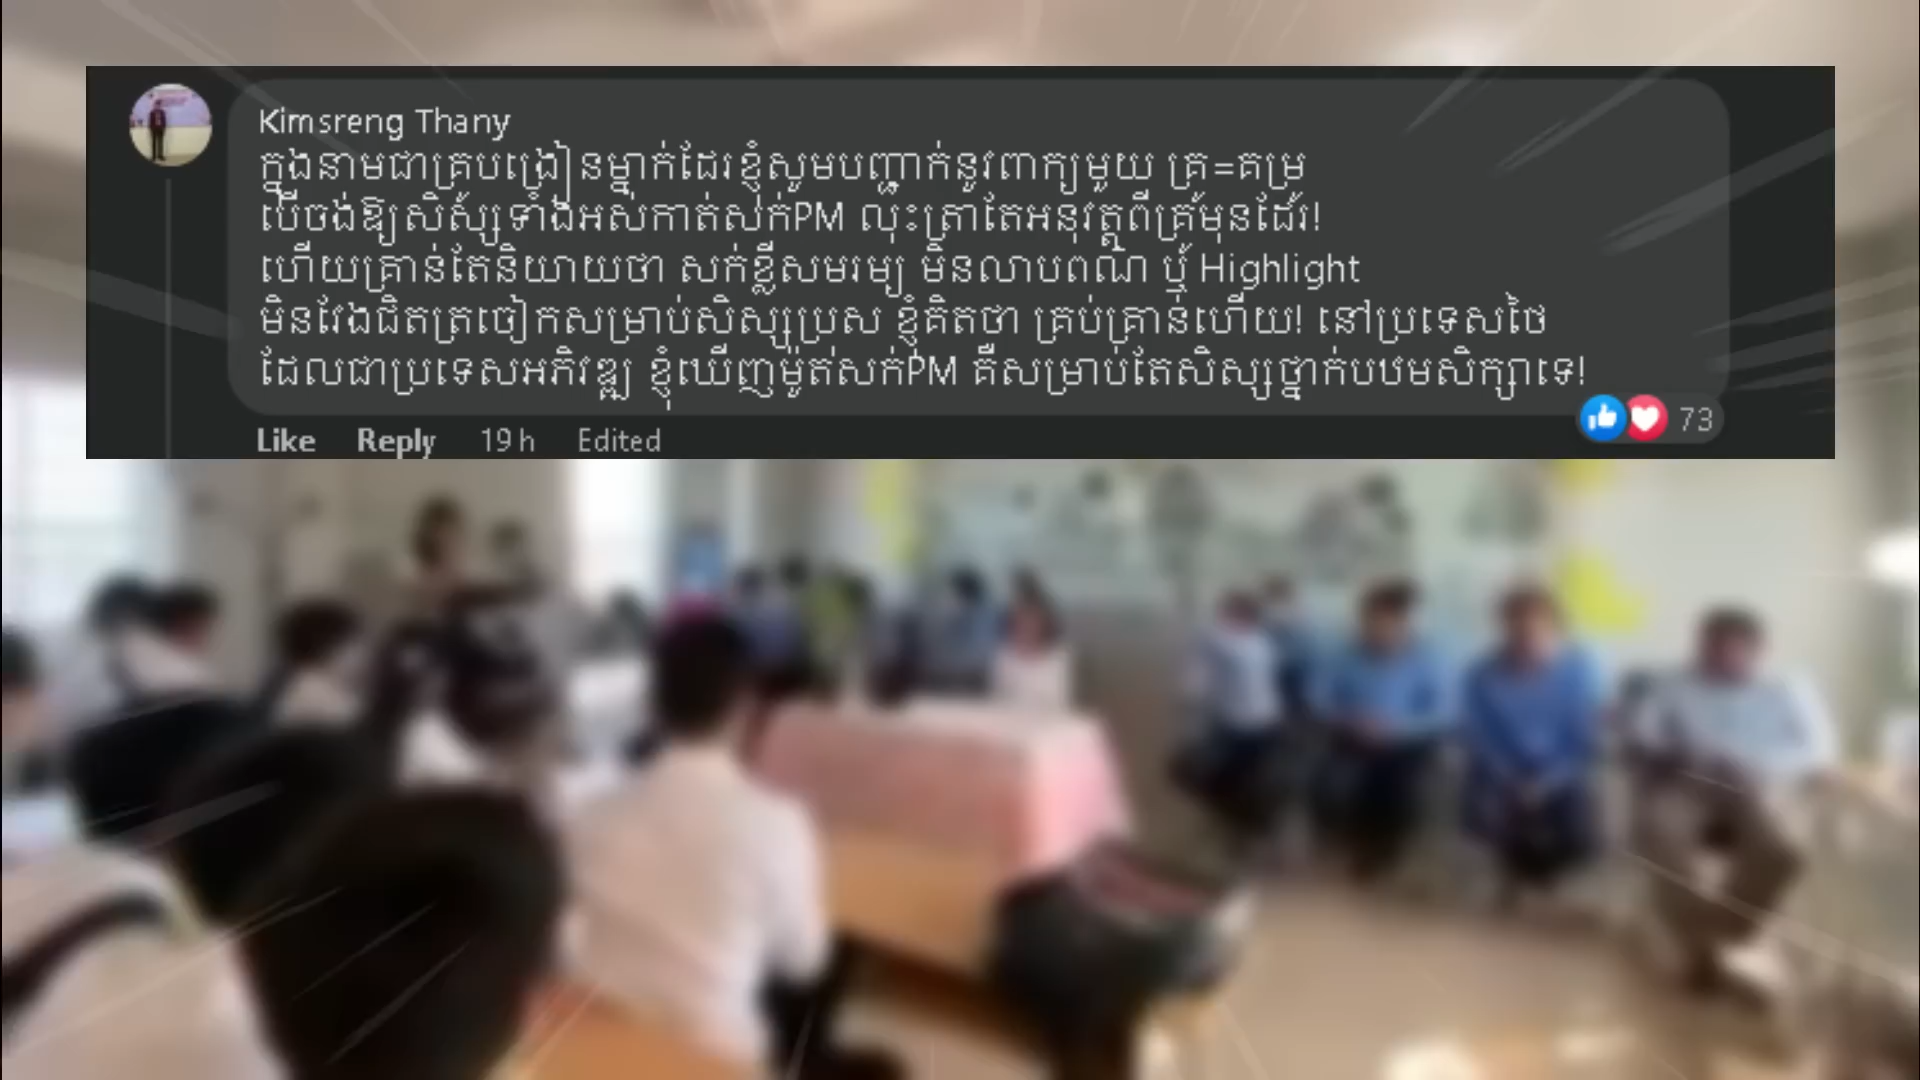 Kimsreng Thany
ក្នុងនាមជាគ្រូបង្រៀនម្នាក់ដែរខ្ញុំសូមបញ្ជាក់នូវពាក្យមួយ គ្រូ=គម្រូ
បើចង់ឱ្យសិស្ស័ទាំងអស់កាត់សក់PM លុះត្រាតែអនុវត្តពីគ្រូមុនដែរ!
ហើយគ្រាន់តែនិយាយថា សក់ខ្លីសមរម្យ មិនលាបពណ៌ ឬ Highlight
មិនវែងជិតត្រចៀកសម្រាប់សិស្សប្រុស ខ្ញុំគិតថា គ្រប់គ្រាន់ហើយ! នៅប្រទេសថៃ
ដែលជាប្រទេសអភិវឌ្ឍ ខ្ញុំឃើញម៉ូត់សក់PM គឺសម្រាប់តែសិស្សថ្នាក់បឋមសិក្សាទេ!
73
Like Reply 19 h Edited